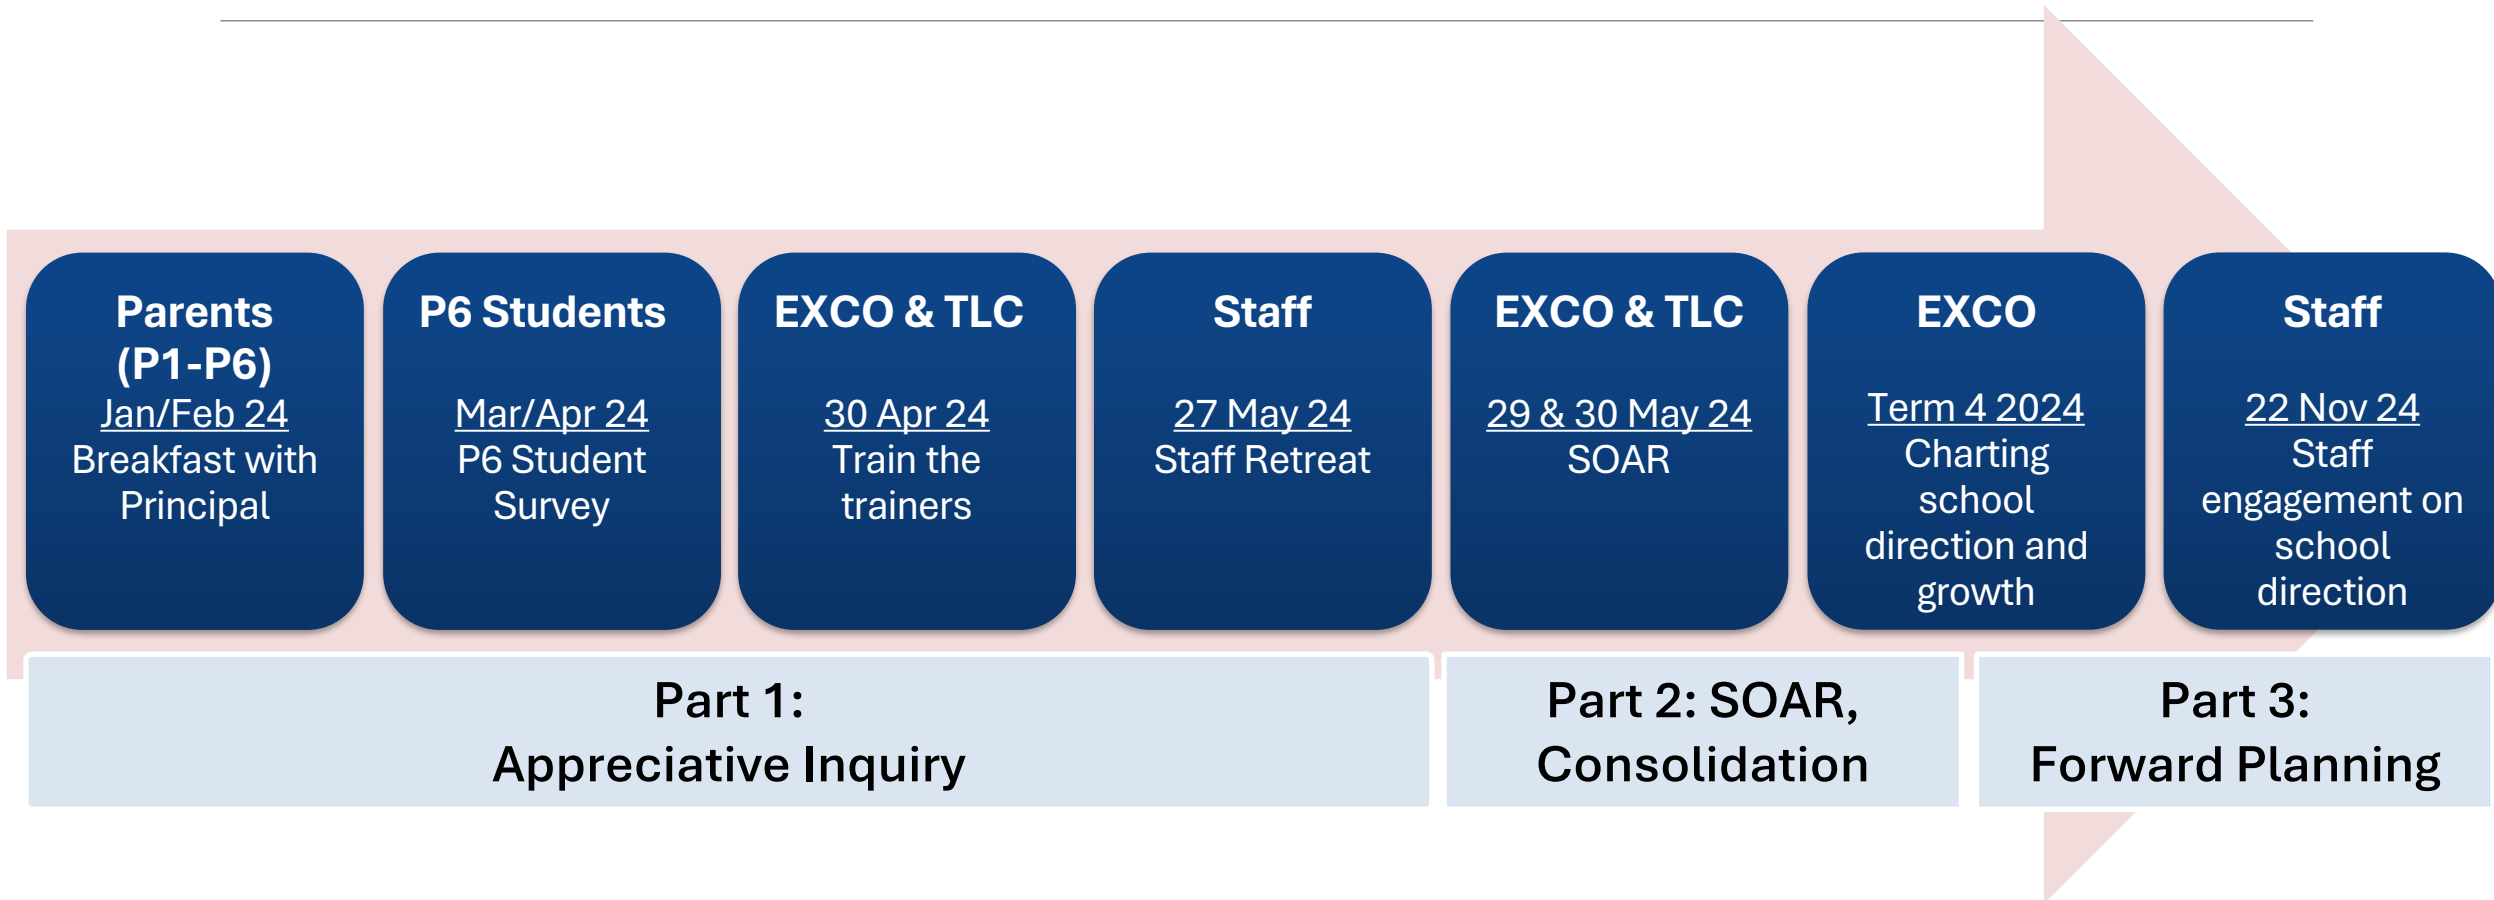 Parents
(P1-P6)
Jan/Feb 24
Breakfast with
Principal
P6 Students
Mar/Apr 24
P6 Student
Survey
EXCO & TLC
30 Apr 24
Train the
trainers
Staff
27 May 24
Staff Retreat
EXCO & TLC
29 & 30 May 24
SOAR
EXCO
Term 4 2024
Charting
school
direction and
growth
Staff
22 Nov 24
Staff
engagement on
school
direction
Part 1:
Appreciative Inquiry
Part 2: SOAR,
Consolidation
Part 3:
Forward Planning